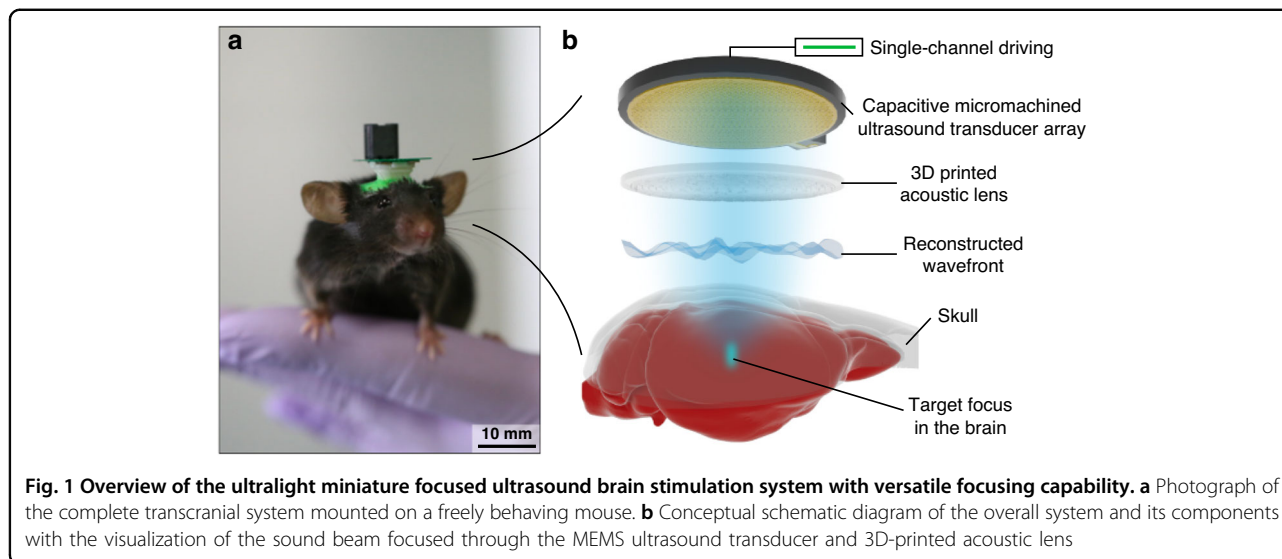 a
10 mm
b
Single-channel driving
Capacitive micromachined
ultrasound transducer array
3D printed
acoustic lens
Reconstructed
wavefront
Skull
Target focus
in the brain
Fig. 1 Overview of the ultralight miniature focused ultrasound brain stimulation system with versatile focusing capability. a Photograph of
the complete transcranial system mounted on a freely behaving mouse. b Conceptual schematic diagram of the overall system and its components
with the visualization of the sound beam focused through the MEMS ultrasound transducer and 3D-printed acoustic lens